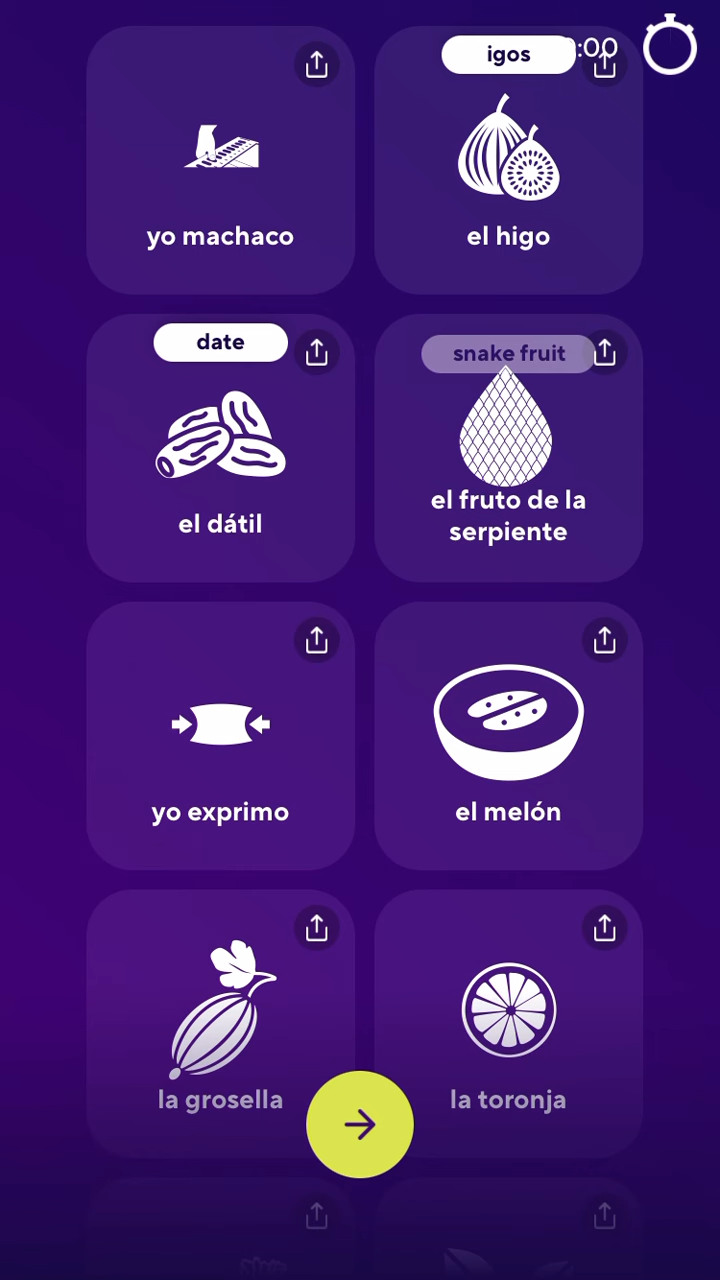 igos
:00
yo machaco
el higo
date
snake fruit
el dátil
el fruto de la
serpiente
yo exprimo
el melón
la grosella
la toronja